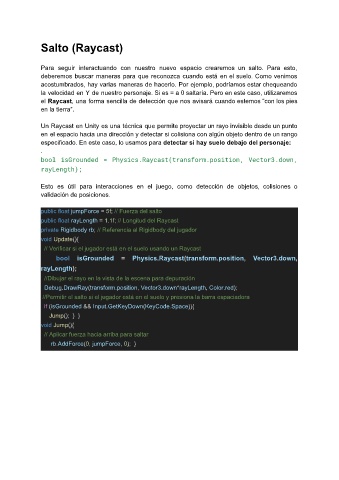 Salto (Raycast)
Para seguir interactuando con nuestro nuevo espacio crearemos un salto. Para esto,
deberemos buscar maneras para que reconozca cuando está en el suelo. Como venimos
acostumbrados, hay varias maneras de hacerlo. Por ejemplo, podríamos estar chequeando
la velocidad en Y de nuestro personaje. Si es = a 0 saltaría. Pero en este caso, utilizaremos
el Raycast, una forma sencilla de detección que nos avisará cuando estemos “con los pies
en la tierra”.
Un Raycast en Unity es una técnica que permite proyectar un rayo invisible desde un punto
en el espacio hacia una dirección y detectar si colisiona con algún objeto dentro de un rango
especificado. En este caso, lo usamos para detectar si hay suelo debajo del personaje:
.
bool isGrounded = Physics.Raycast(transform.position, Vector3.down,
rayLength);
Esto es útil para interacciones en el juego, como detección de objetos, colisiones o
validación de posiciones.
public float jumpForce = 5f; // Fuerza del salto
public float rayLength = 1.1f; // Longitud del Raycast
private Rigidbody rb; // Referencia al Rigidbody del jugador
void Update(){
// Verificar si el jugador está en el suelo usando un Raycast
bool isGrounded = Physics.Raycast(transform.position, Vector3.down,
rayLength);
//Dibujar el rayo en la vista de la escena para depuración
Debug.DrawRay(transform.position, Vector3.down*rayLength, Color.red);
//Permitir el salto si el jugador está en el suelo y presiona la barra espaciadora
if (isGrounded && Input.GetKeyDown(KeyCode.Space)){
Jump(); } }
void Jump(){
// Aplicar fuerza hacia arriba para saltar
rb.AddForce(0, jumpForce, 0); }